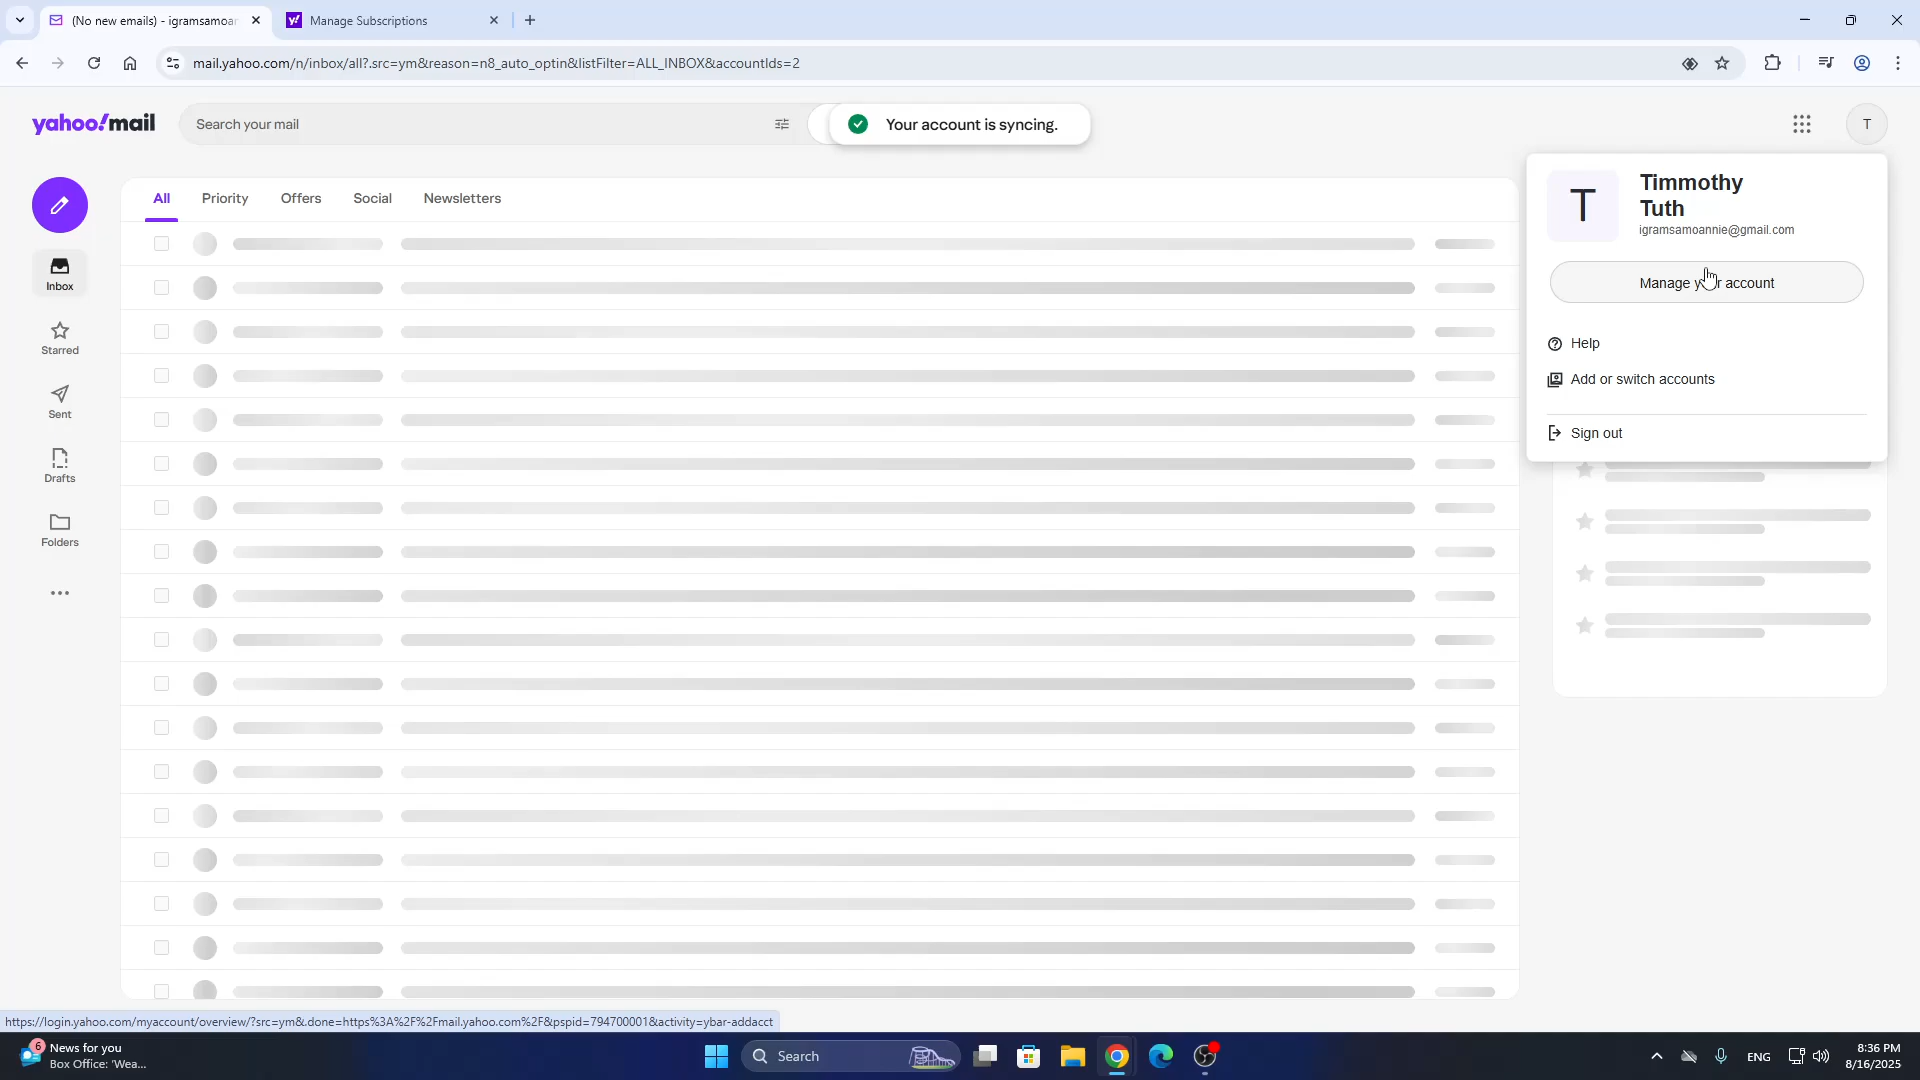 (No new emails) - igramsamoan
Manage Subscriptions
mail.yahoo.com/n/inbox/all?.src=ym&reason=n8_auto_optin&listFilter=ALL_INBOX&accountIds=2
yahoo!mail
Search your mail
Your account is syncing.
T
Inbox
Starred
Sent
Drafts
Folders
All
Priority
Offers
Social
Newsletters
T
Timmothy
Tuth
igramsamoannie@gmail.com
Manage your account
Help
Add or switch accounts
Sign out
https://login.yahoo.com/myaccount/overview/?src=ym&.done=https%3A%2F%2Fmail.yahoo.com%2F&pspid=794700001&activity=ybar-addacct
6
News for you
Box Office: 'Wea...
Search
ENG
8:36 PM
8/16/2025